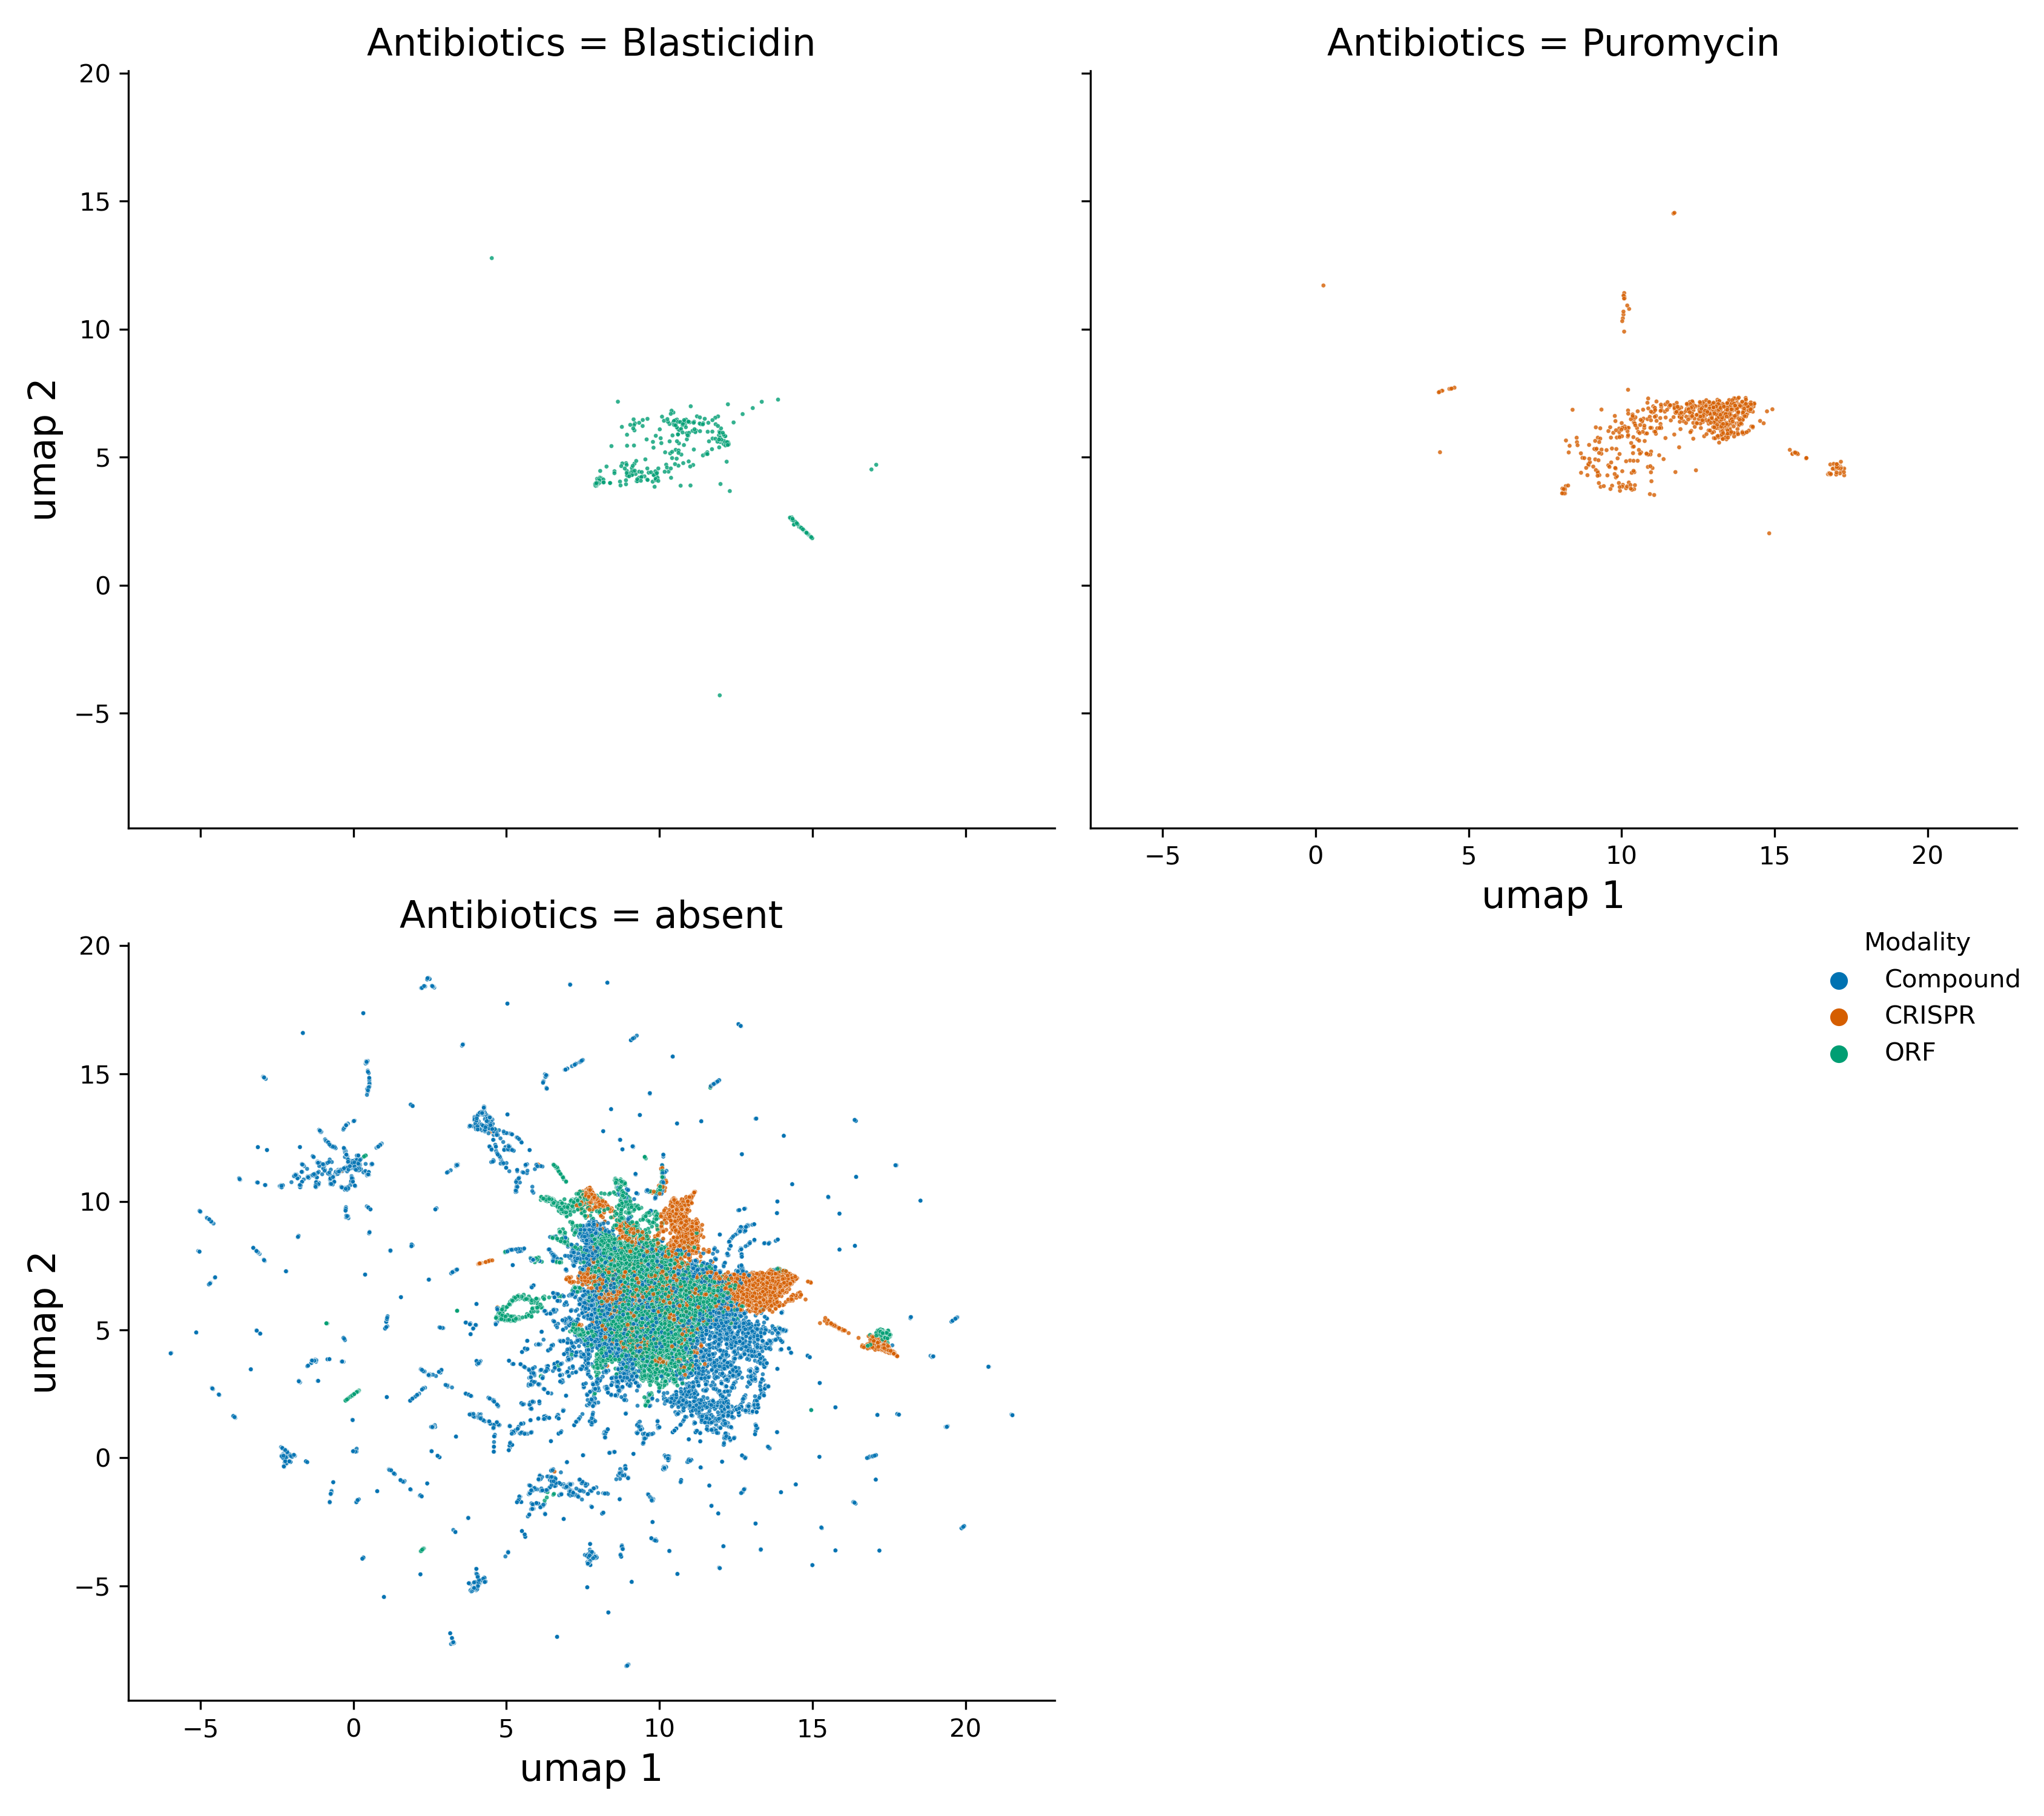 Antibiotics = Blasticidin
20
15
10
5
0
−5
umap 2
Antibiotics = Puromycin
−5 0 5 10 15 20
umap 1
Antibiotics = absent
20
15
10
5
0
−5
umap 2
−5 0 5 10 15 20
umap 1
Modality
Compound
CRISPR
ORF